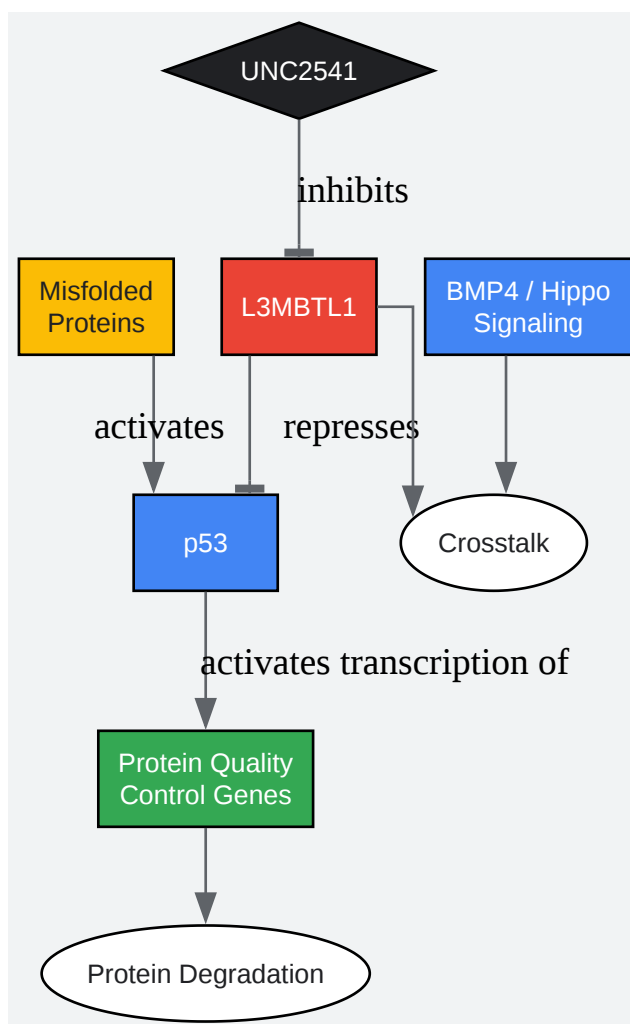 UNC2541
inhibits
Misfolded
Proteins
L3MBTL1
BMP4 / Hippo
Signaling
activates
represses
p53
Crosstalk
activates transcription of
Protein Quality
Control Genes
Protein Degradation